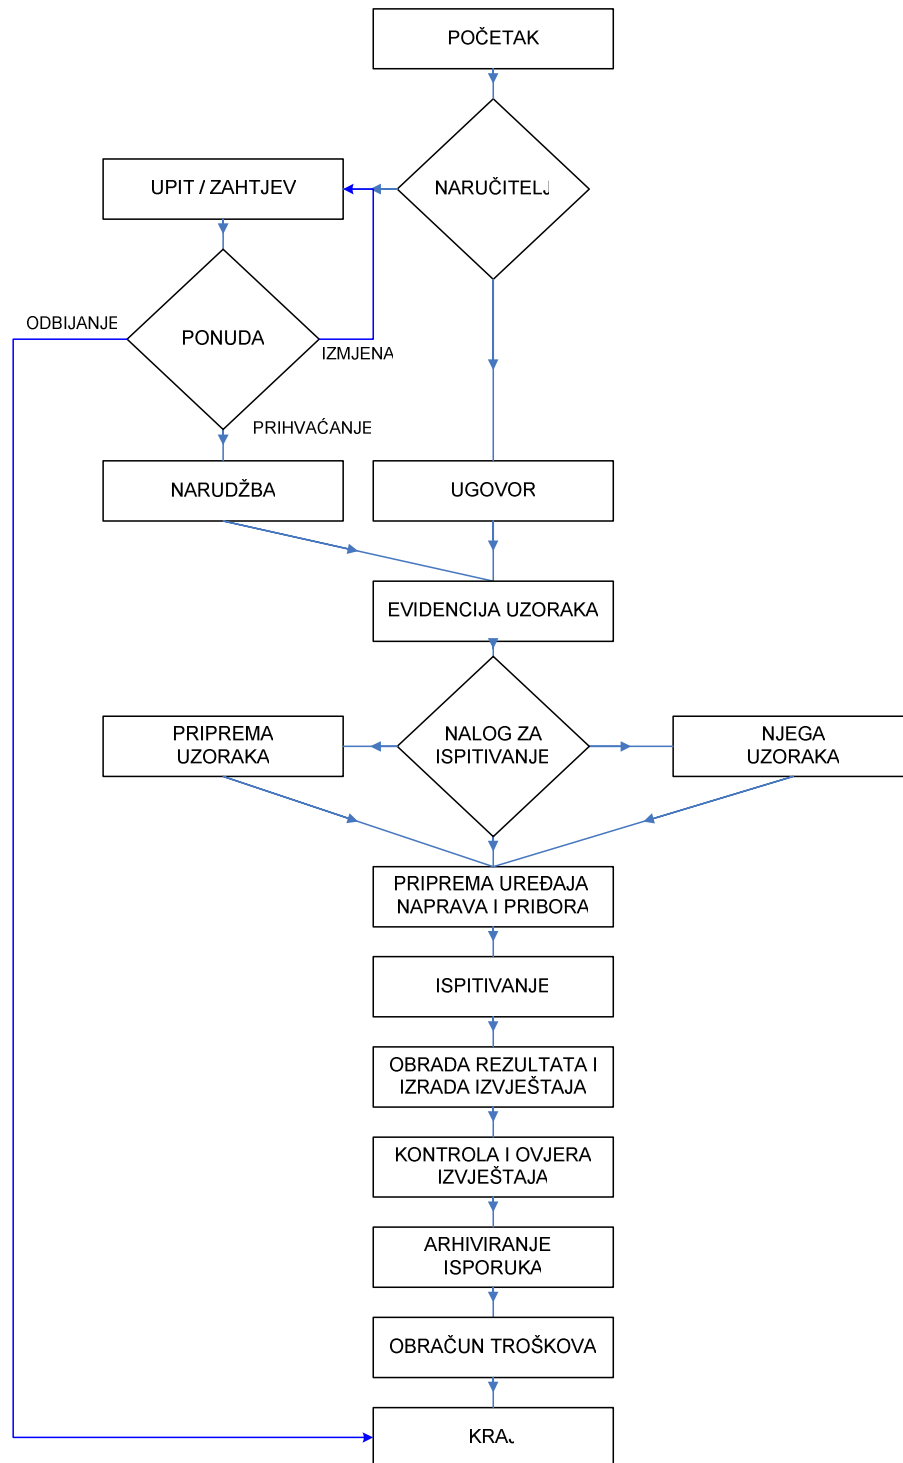 POČETAK
NARUČITELJ
UPIT / ZAHTJEV
ODBIJANJE
PONUDA
IZMJENA
PRIHVAĆANJE
NARUDŽBA
UGOVOR
EVIDENCIJA UZORAKA
PRIPREMA
UZORAKA
NALOG ZA
ISPITIVANJE
NJEGA
UZORAKA
PRIPREMA UREĐAJA
NAPRAVA I PRIBORA
ISPITIVANJE
OBRADA REZULTATA I
IZRADA IZVJEŠTAJA
KONTROLA I OVJERA
IZVJEŠTAJA
ARHIVIRANJE
ISPORUKA
OBRAČUN TROŠKOVA
KRAJ